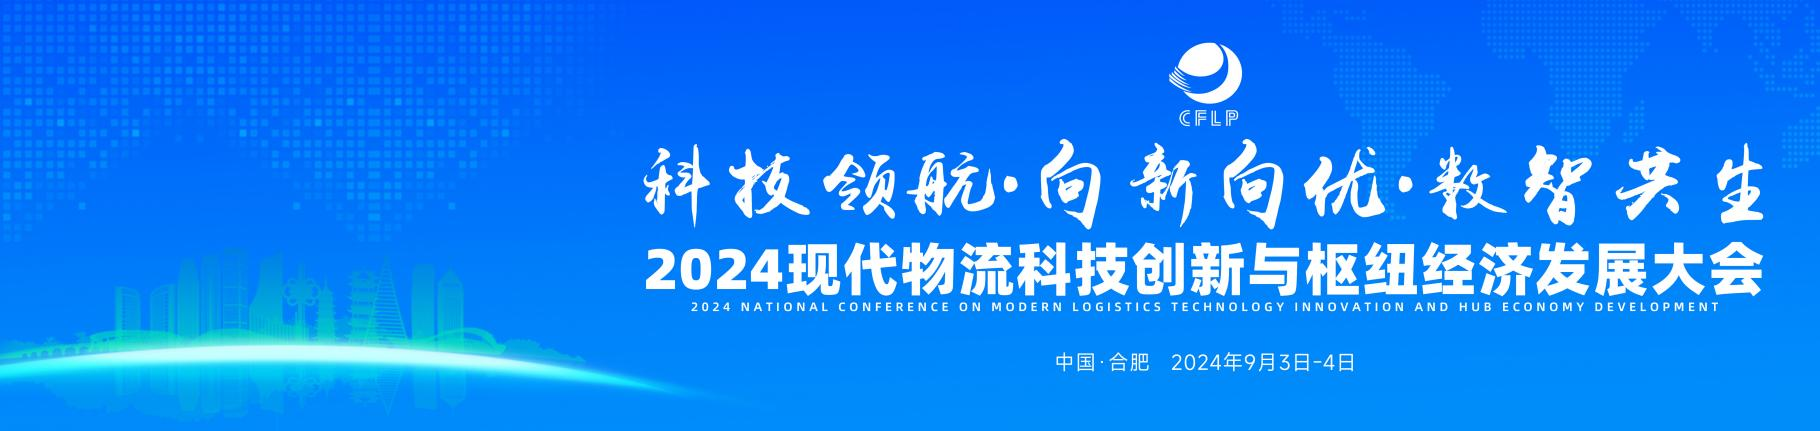 CFLP
科技领航·向新向优·数智共生
2024现代物流科技创新与枢纽经济发展大会
2024 NATIONAL CONFERENCE ON MODERN LOGISTICS TECHNOLOGY INNOVATION AND HUB ECONOMY DEVELOPMENT
中国·合肥 2024年9月3日-4日